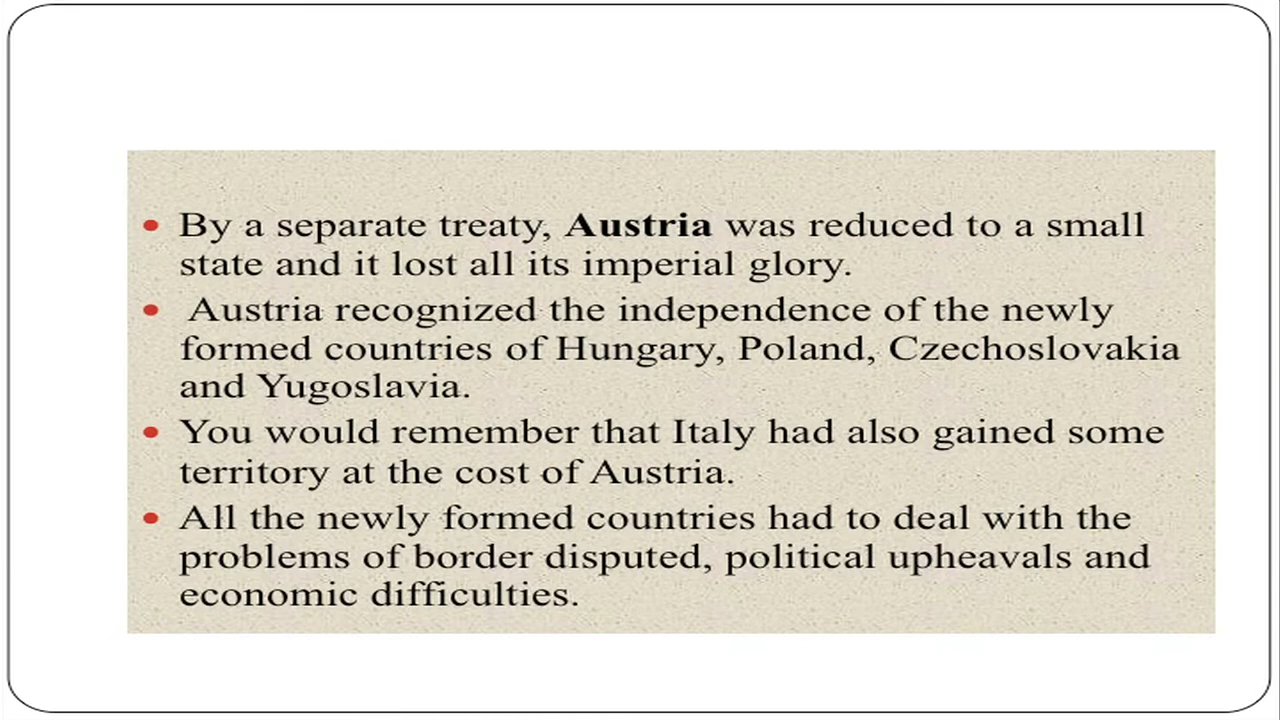 • By a separate treaty, Austria was reduced to a small
state and it lost all its imperial glory.
• Austria recognized the independence of the newly
formed countries of Hungary, Poland, Czechoslovakia
and Yugoslavia.
• You would remember that Italy had also gained some
territory at the cost of Austria.
• All the newly formed countries had to deal with the
problems of border disputed, political upheavals and
economic difficulties.